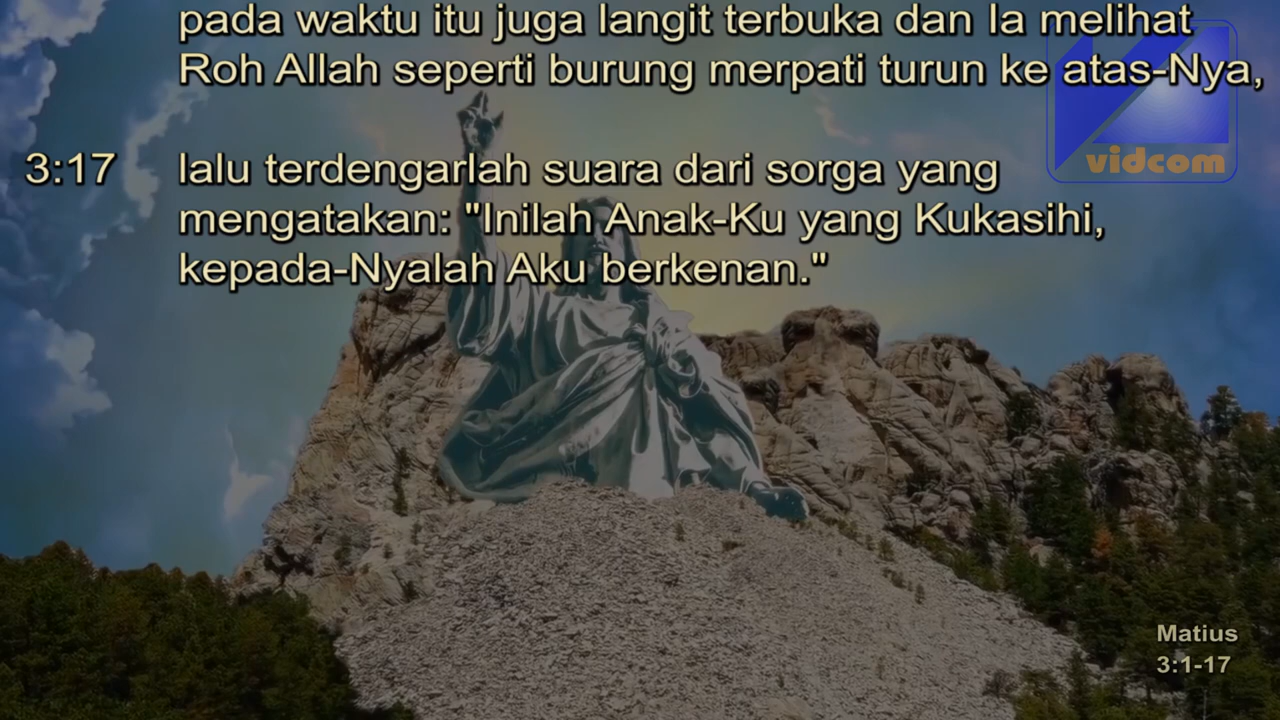 pada waktu itu juga langit terbuka dan Ia melihat
Roh Allah seperti burung merpati turun ke atas-Nya,
vidcom
3:17 lalu terdengarlah suara dari sorga yang
mengatakan: "Inilah Anak-Ku yang Kukasihi,
kepada-Nyalah Aku berkenan."
Matius
3:1-17